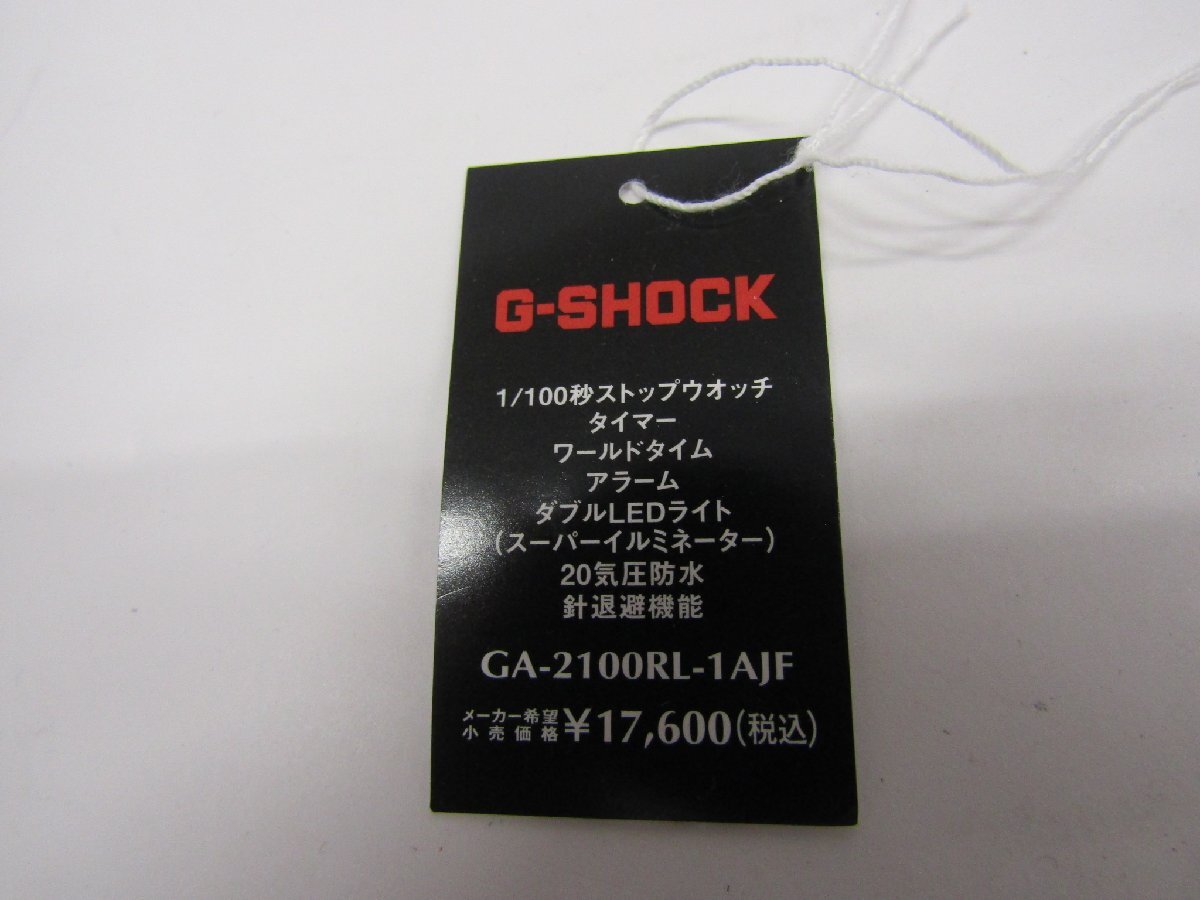 G-SHOCK
1/100秒ストップウオッチ
タイマー
ワールドタイム
アラーム
ダブルLEDライト
(スーパーイルミネーター)
20気圧防水
針退避機能
GA-2100RL-1AJF
メーカー希望
小売価格 ¥17,600(税込)